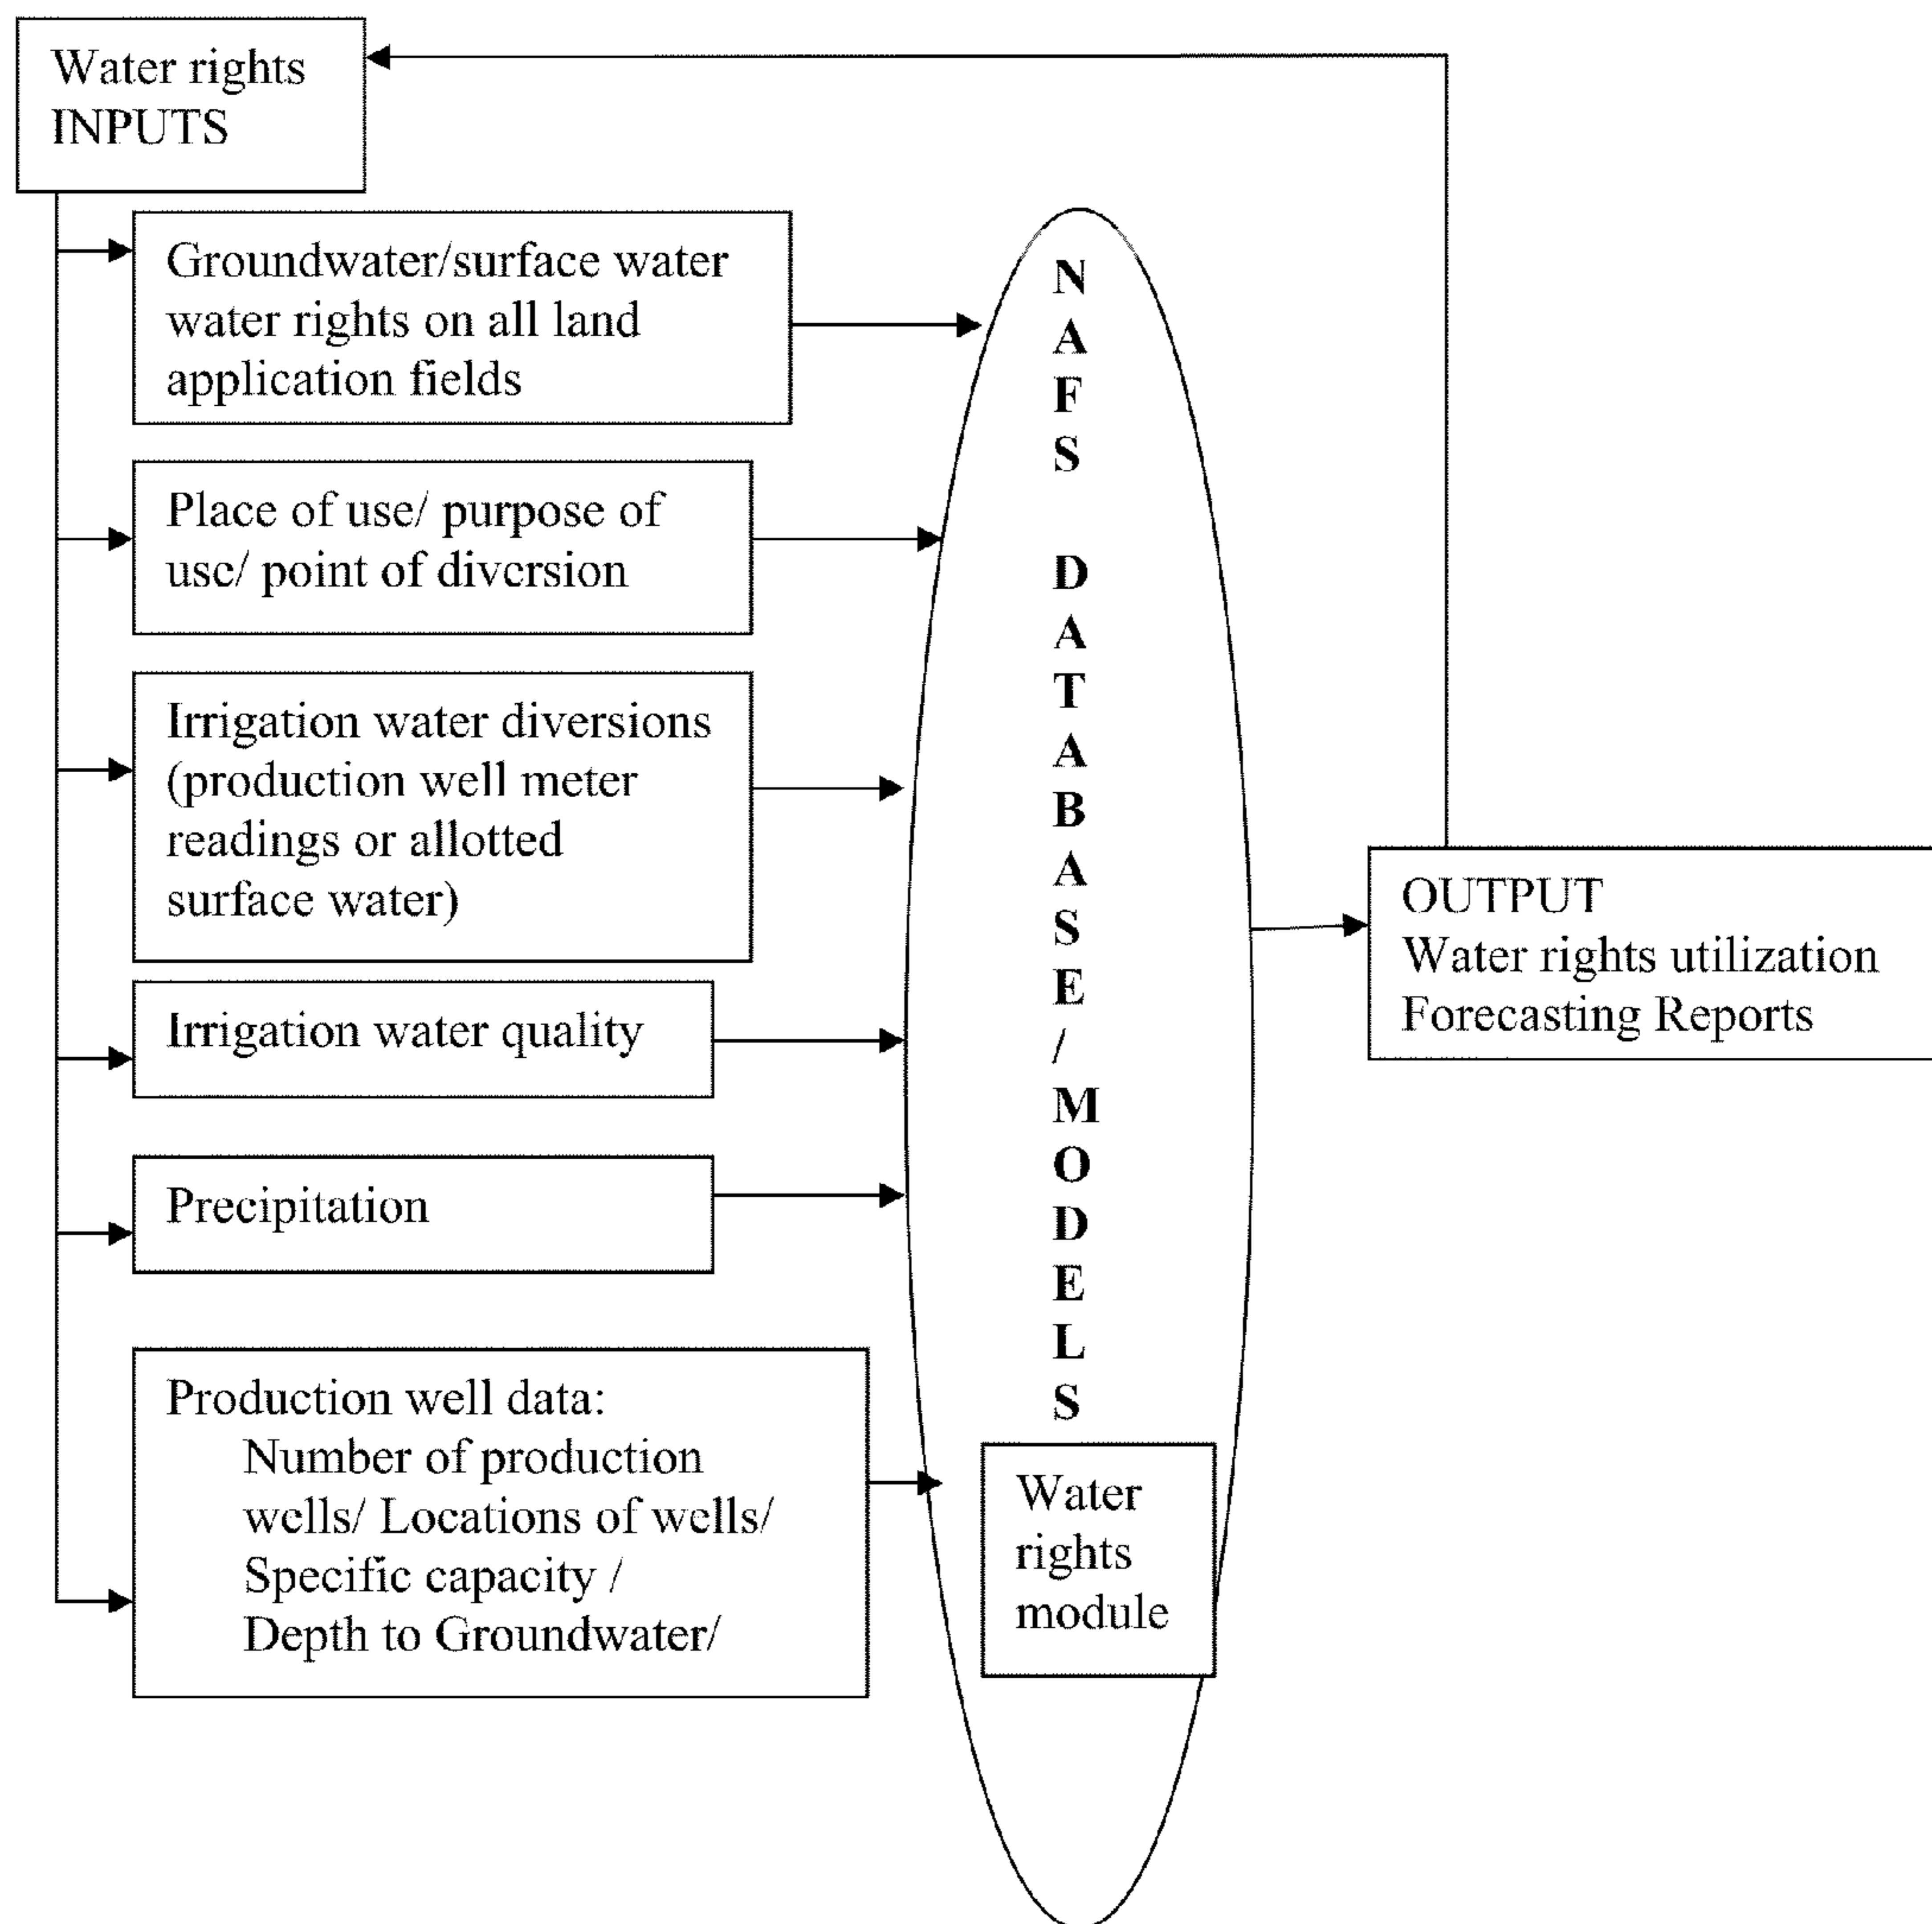 Water rights
INPUTS
Groundwater/surface water
water rights on all land
application fields
Place of use/ purpose of
use/ point of diversion
Irrigation water diversions
(production well meter
readings or allotted
surface water)
Irrigation water quality
Precipitation
Production well data:
Number of production
wells/ Locations of wells/
Specific capacity /
Depth to Groundwater/
N
A
F
S
D
A
T
A
B
A
S
E
/
M
O
D
E
L
S
Water
rights
module
OUTPUT
Water rights utilization
Forecasting Reports